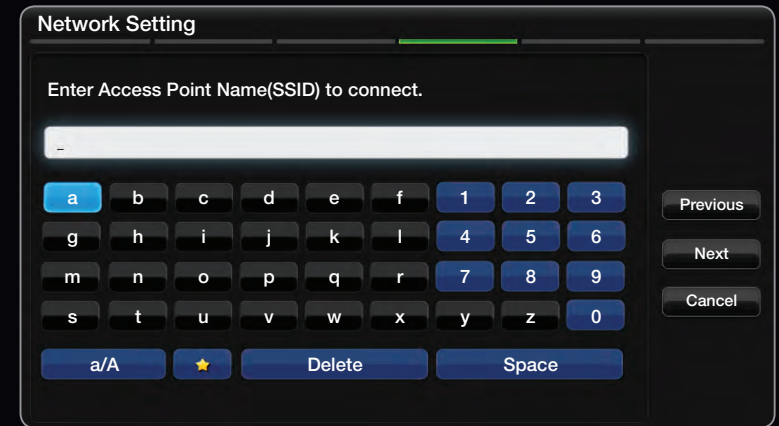 Network Setting
Enter Access Point Name(SSID) to connect.
_
a b c d e f 1 2 3
Previous
g h i j k l 4 5 6
Next
m n o p q r 7 8 9
Cancel
s t u v w x y z 0
a/A ★ Delete Space